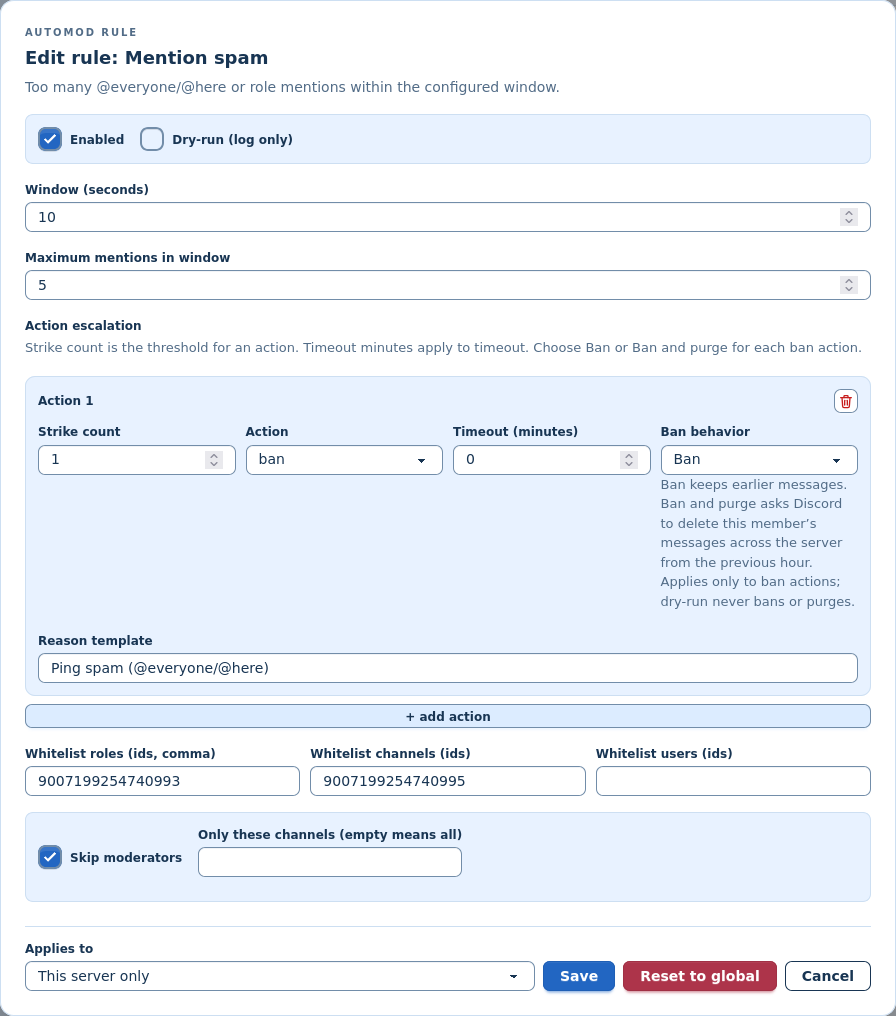 AUTOMOD RULE
Edit rule: Mention spam
Too many @everyone/@here or role mentions within the configured window.
Enabled
Dry-run (log only)
Window (seconds)
10
Maximum mentions in window
5
Action escalation
Strike count is the threshold for an action. Timeout minutes apply to timeout. Choose Ban or Ban and purge for each ban action.
Action 1
Strike count
Action
Timeout (minutes)
Ban behavior
1
ban
0
Ban
Ban keeps earlier messages.
Ban and purge asks Discord
to delete this member’s
messages across the server
from the previous hour.
Applies only to ban actions;
dry-run never bans or purges.
Reason template
Ping spam (@everyone/@here)
+ add action
Whitelist roles (ids, comma)
Whitelist channels (ids)
Whitelist users (ids)
9007199254740993
9007199254740995
Only these channels (empty means all)
Skip moderators
Applies to
This server only
Save
Reset to global
Cancel